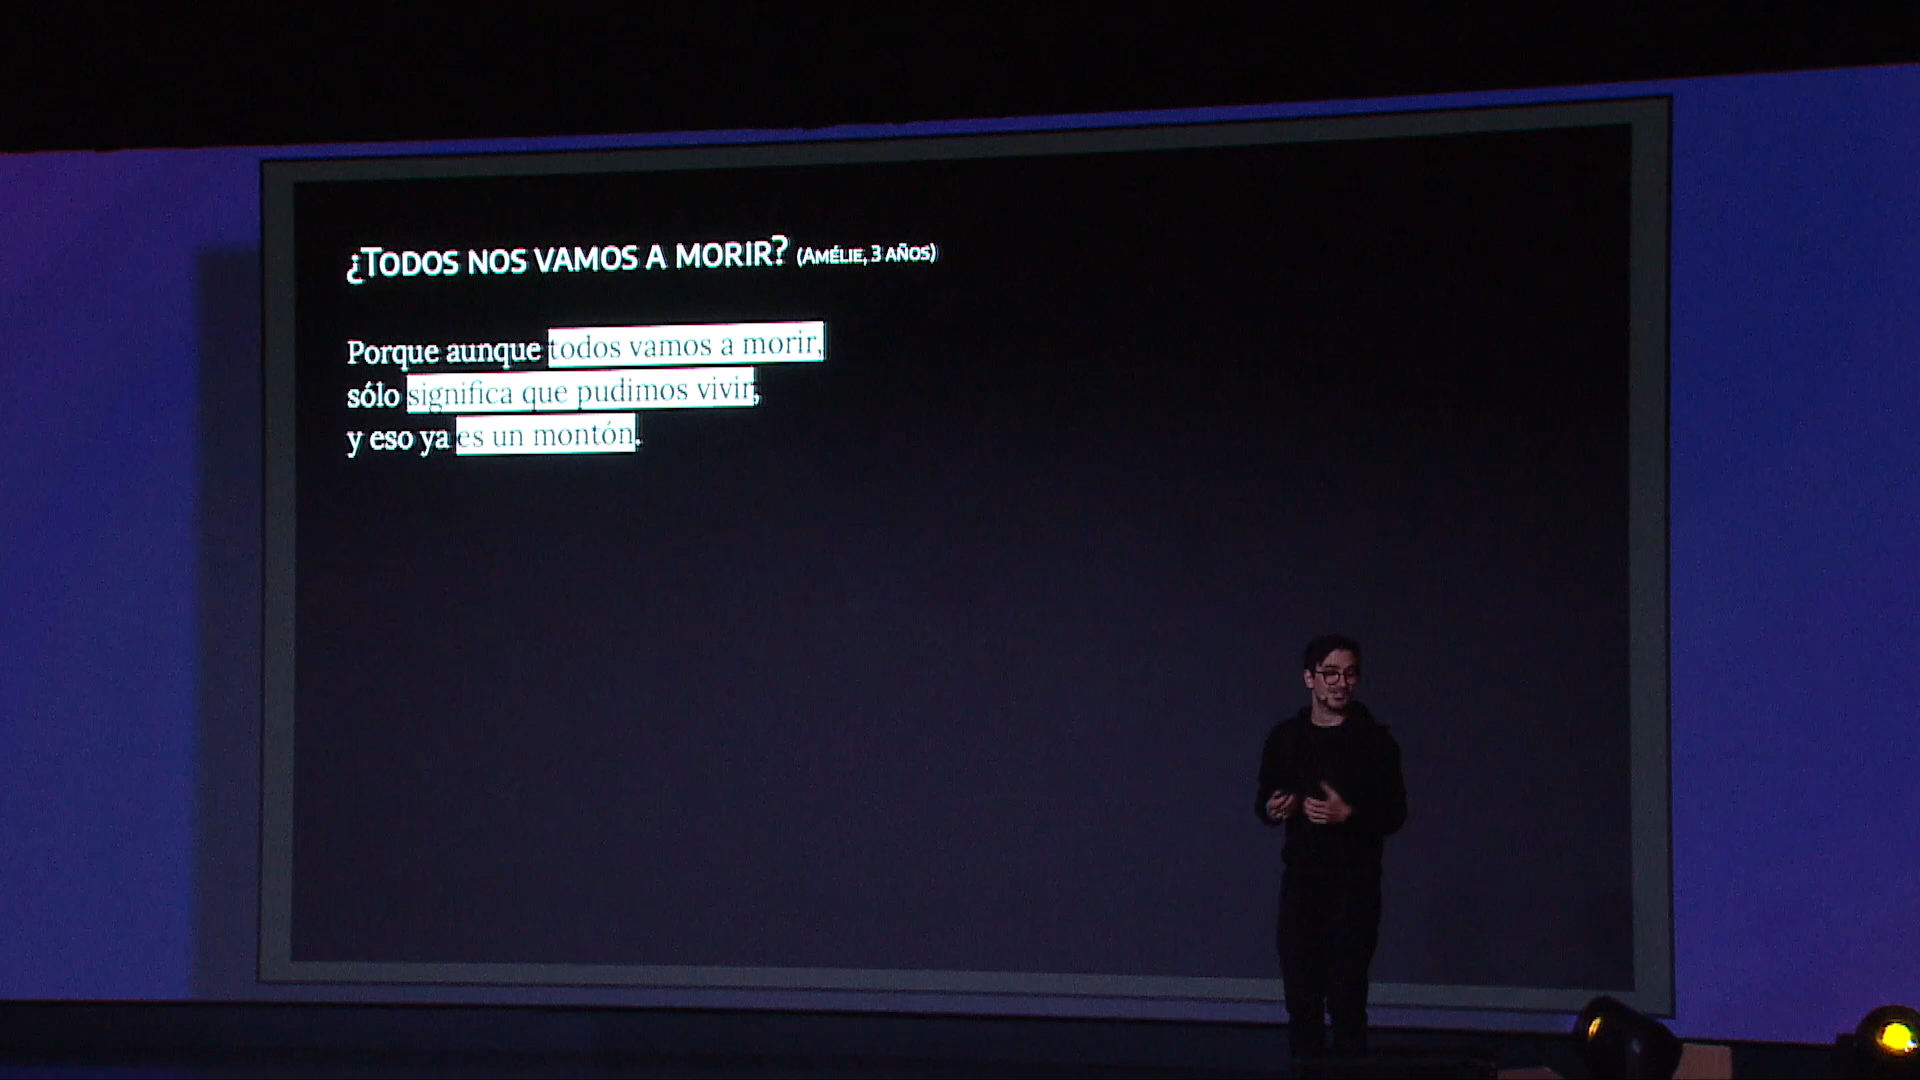 ¿Todos nos vamos a morir? (Amélie, 3 años)
Porque aunque todos vamos a morir,
sólo significa que pudimos vivir,
y eso ya es un montón.